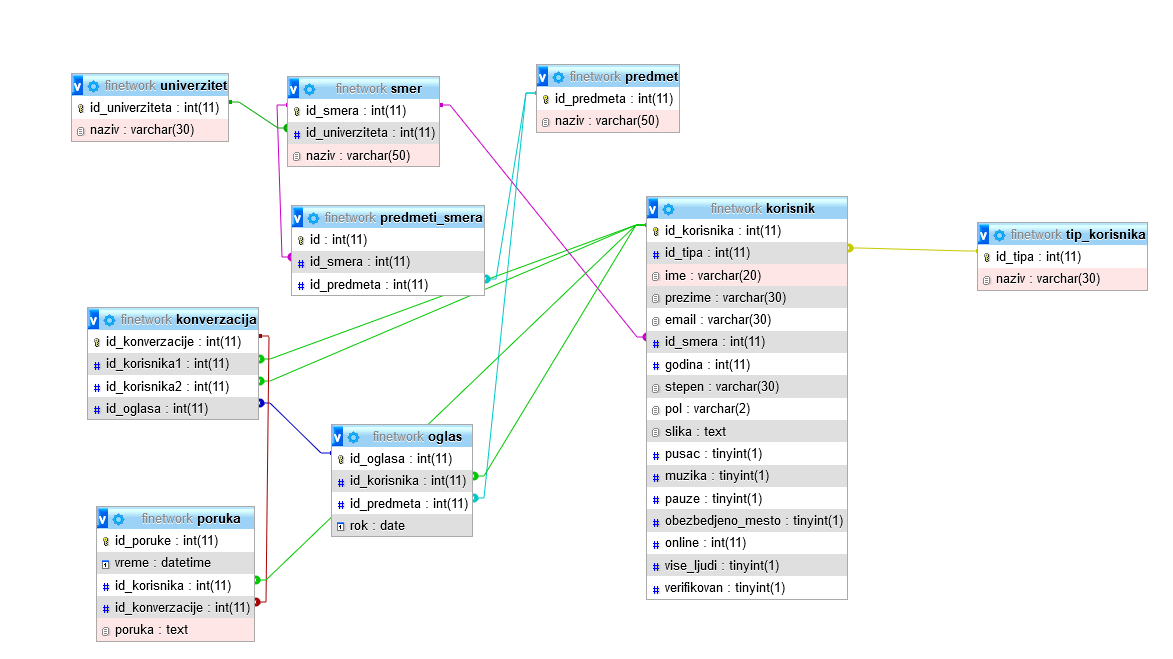 v finetwork univerzitet
id_univerziteta : int(11)
naziv : varchar(30)
v finetwork smer
id_smera : int(11)
# id_univerziteta : int(11)
naziv : varchar(50)
v finetwork predmet
id_predmeta : int(11)
naziv : varchar(50)
v finetwork predmeti_smera
id : int(11)
# id_smera : int(11)
# id_predmeta : int(11)
v finetwork korisnik
id_korisnika : int(11)
# id_tipa : int(11)
ime : varchar(20)
prezime : varchar(30)
email : varchar(30)
# id_smera : int(11)
# godina : int(11)
stepen : varchar(30)
pol : varchar(2)
slika : text
# pusac : tinyint(1)
# muzika : tinyint(1)
# pauze : tinyint(1)
# obezbedjeno_mesto : tinyint(1)
# online : int(11)
# vise_ljudi : tinyint(1)
# verifikovan : tinyint(1)
v finetwork tip_korisnika
id_tipa : int(11)
naziv : varchar(30)
v finetwork konverzacija
id_konverzacije : int(11)
# id_korisnika1 : int(11)
# id_korisnika2 : int(11)
# id_oglasa : int(11)
v finetwork oglas
id_oglasa : int(11)
# id_korisnika : int(11)
# id_predmeta : int(11)
rok : date
v finetwork poruka
id_poruke : int(11)
vreme : datetime
# id_korisnika : int(11)
# id_konverzacije : int(11)
poruka : text